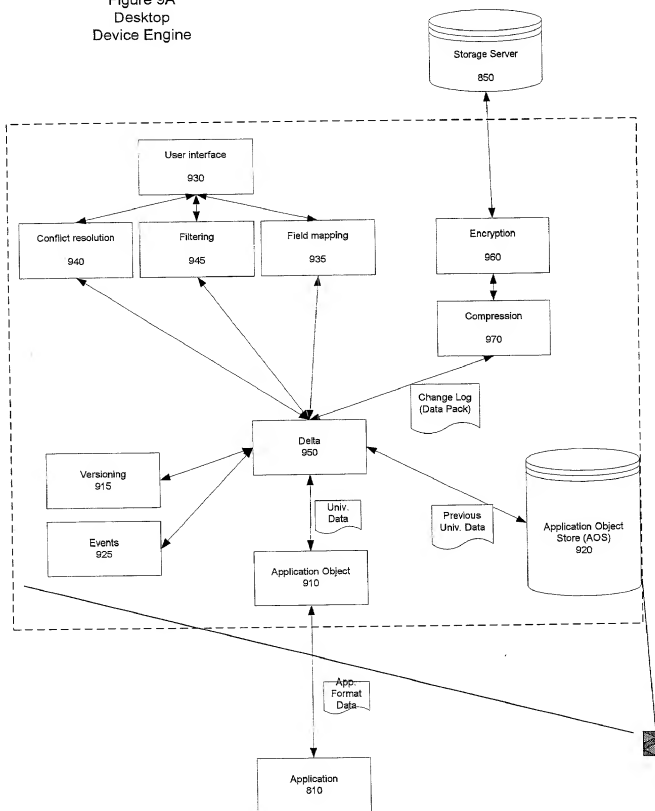 Figure 9A
Desktop
Device Engine
Storage Server
850
User interface
930
Conflict resolution
940
Filtering
945
Field mapping
935
Encryption
960
Compression
970
Change Log
(Data Pack)
Delta
950
Versioning
915
Events
925
Univ.
Data
Previous
Univ. Data
Application Object
Store (AOS)
920
Application Object
910
App.
Format
Data
Application
810